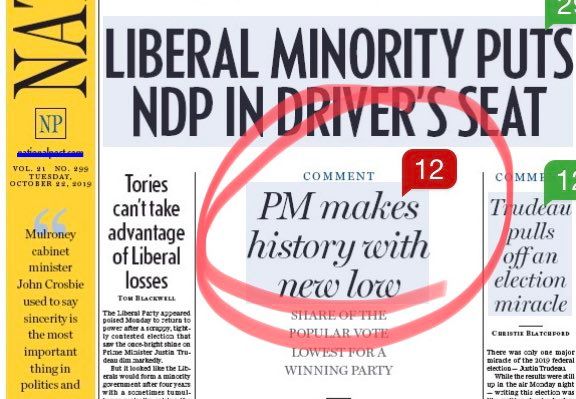 NAT
NP
nationalpost.com
VOL. 21 NO. 299
TUESDAY,
OCTOBER 22, 2019
“
Mulroney
cabinet
minister
John Crosbie
used to say
sincerity is
the most
important
thing in
politics and
LIBERAL MINORITY PUTS
NDP IN DRIVER’S SEAT
Tories
can’t take
advantage
of Liberal
losses
TOM BLACKWELL
The Liberal Party appeared
poised Monday to return to
power after a scrappy, tight-
ly contested election that
saw the once-bright shine on
Prime Minister Justin Tru-
deau dim markedly.
But it looked like the Lib-
erals would form a minority
government after four years
with a sometimes tumul-
COMMENT
12
PM makes
history with
new low
SHARE OF THE
POPULAR VOTE
LOWEST FOR A
WINNING PARTY
Trudeau
pulls
off an
election
miracle
CHRISTIE BLATCHFORD
There was only one major
miracle of the 2019 federal
election — Justin Trudeau.
While the results were still
up in the air Monday night
— writing this election was